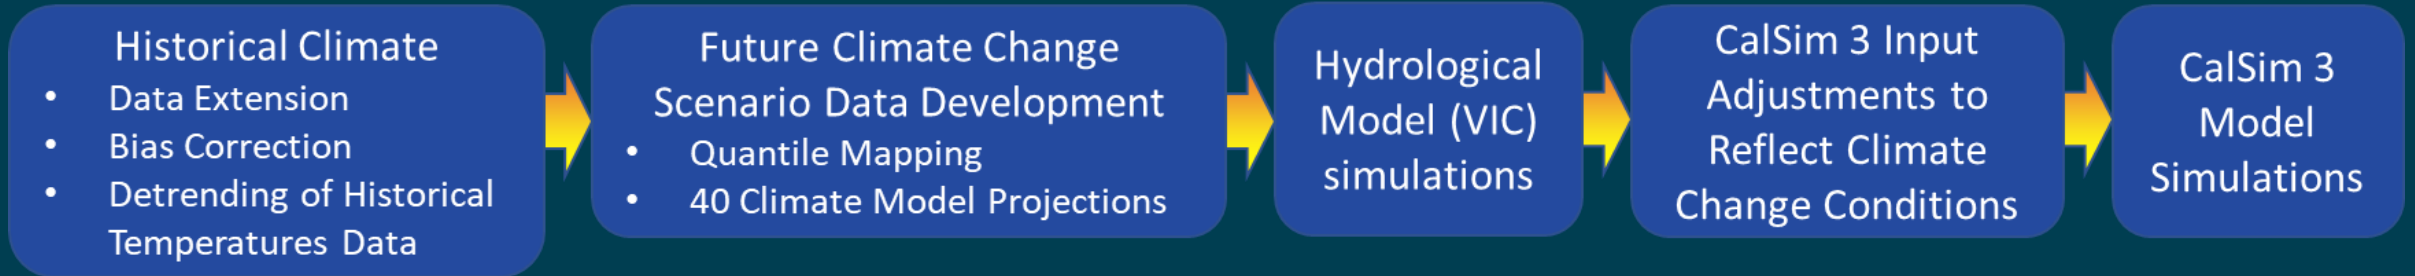 Historical Climate
• Data Extension
• Bias Correction
• Detrending of Historical
Temperatures Data
Future Climate Change
Scenario Data Development
• Quantile Mapping
• 40 Climate Model Projections
Hydrological
Model (VIC)
simulations
CalSim 3 Input
Adjustments to
Reflect Climate
Change Conditions
CalSim 3
Model
Simulations